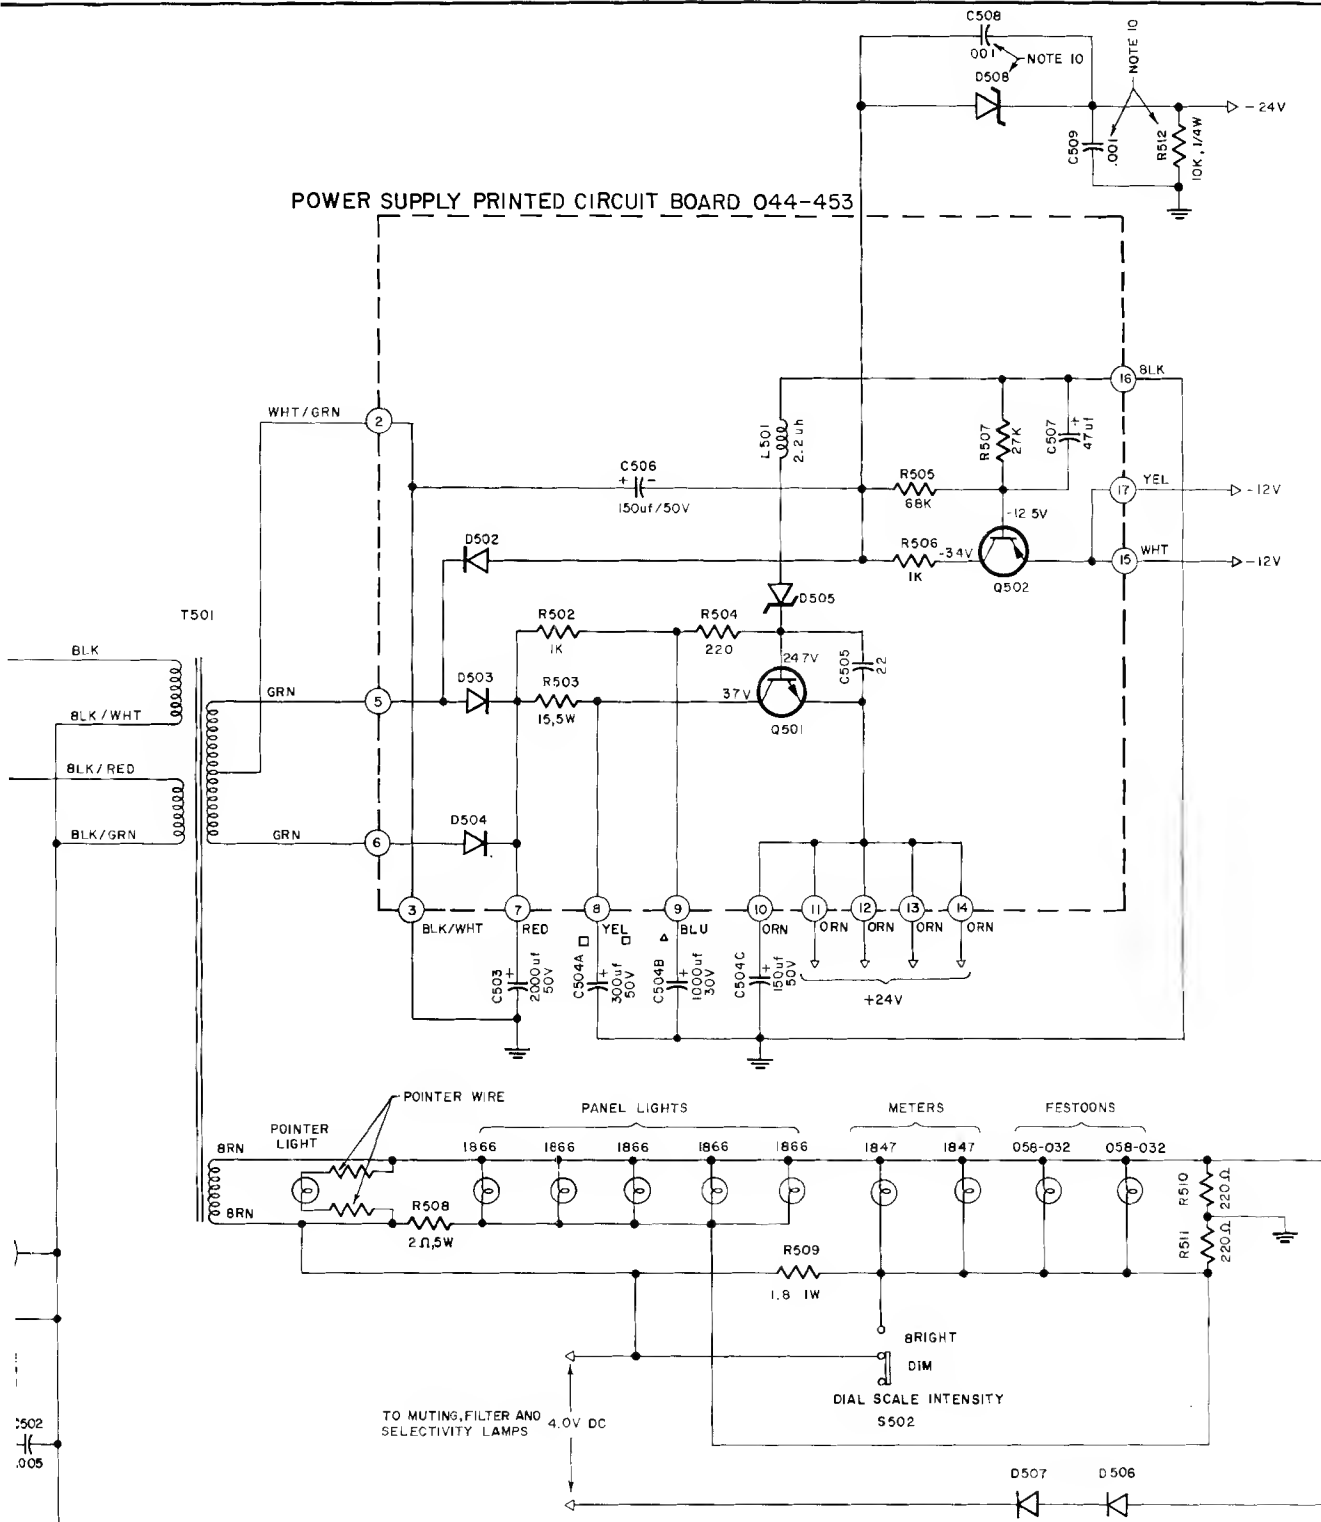 C508
.001
NOTE 10
D508
NOTE 10
-24V
C509
.001
R512
10K, 1/4W
POWER SUPPLY PRINTED CIRCUIT BOARD 044-453
WHT/GRN
2
16
BLK
L501
2.2uh
R507
27K
C507
+
47uf
C506
+ -
150uf/50V
R505
68K
17
YEL
-12V
-12.5V
D502
R506
-34V
1K
Q502
15
WHT
-12V
D505
T501
R502
1K
R504
220
C505
.22
BLK
24.7V
D503
R503
37V
GRN
5
15,5W
Q501
BLK/WHT
BLK/RED
D504
BLK/GRN
GRN
6
3
7
8
9
10
11
12
13
14
BLK/WHT
RED
YEL
BLU
ORN
ORN
ORN
ORN
ORN
C503
+
2000uf
50V
C504A
+
300uf
50V
C504B
+
1000uf
30V
C504C
+
150uf
50V
+24V
POINTER WIRE
PANEL LIGHTS
METERS
FESTOONS
POINTER
LIGHT
BRN
1866
1866
1866
1866
1866
1847
1847
058-032
058-032
R510
220Ω
BRN
R508
2Ω,5W
R511
220Ω
R509
1.8 1W
BRIGHT
DIM
DIAL SCALE INTENSITY
S502
TO MUTING, FILTER AND
SELECTIVITY LAMPS
4.0V DC
C502
.005
D507
D506